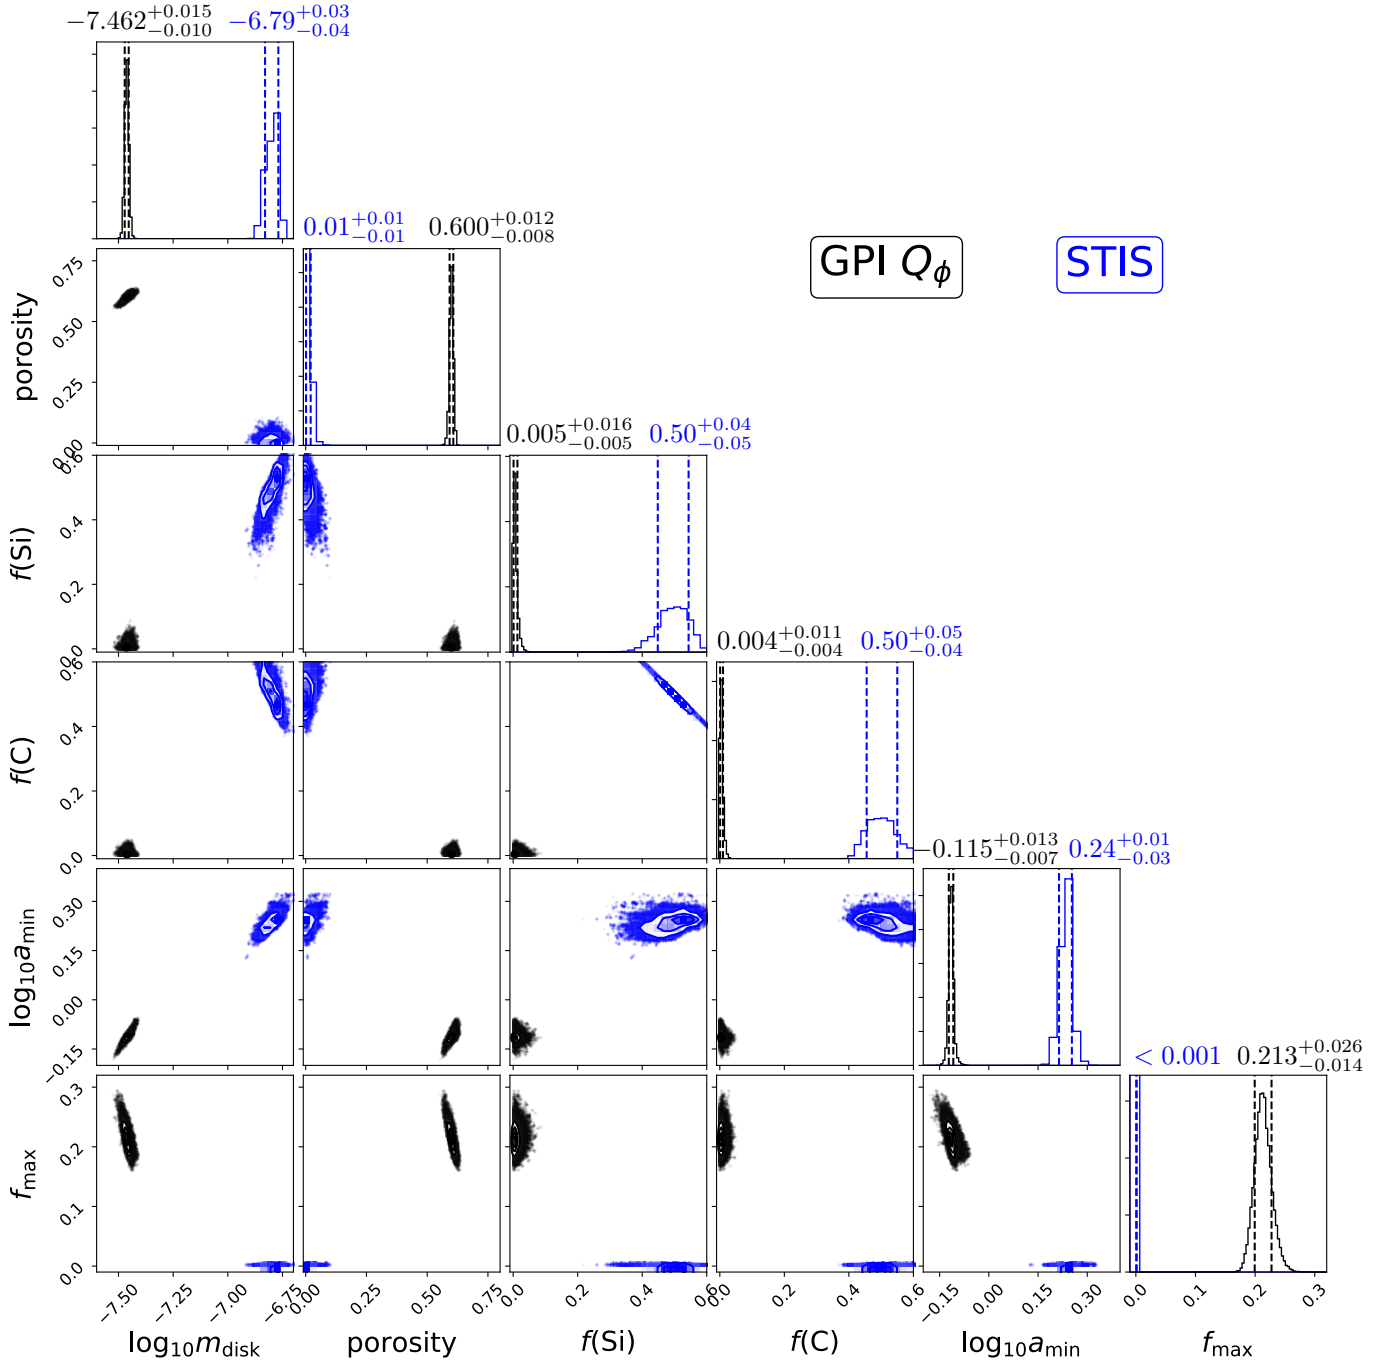 −7.462+0.015−0.010 −6.79+0.03−0.04
0.01+0.01−0.01 0.600+0.012−0.008
GPI Qϕ STIS
0.75
0.50
0.25
0.00
porosity
0.005+0.016−0.005 0.50+0.04−0.05
0.6
0.4
0.2
0.0
f(Si)
0.004+0.011−0.004 0.50+0.05−0.04
0.6
0.4
0.2
0.0
f(C)
−0.115+0.013−0.007 0.24+0.01−0.03
0.30
0.15
0.00
−0.15
log10amin
< 0.001 0.213+0.026−0.014
0.3
0.2
0.1
0.0
fmax
−7.50 −7.25 −7.00 −6.75 0.00 0.25 0.50 0.75 0.0 0.2 0.4 0.6 0.0 0.2 0.4 0.6 −0.15 0.00 0.15 0.30 0.0 0.1 0.2 0.3
log10mdisk porosity f(Si) f(C) log10amin fmax